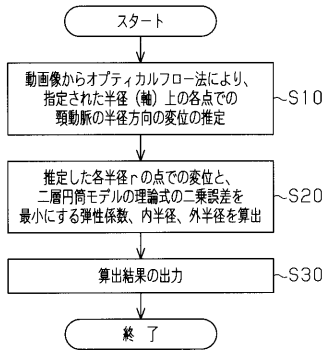 スタート
動画像からオプティカルフロー法により、
指定された半径（軸）上の各点での
頸動脈の半径方向の変位の推定
S10
推定した各半径rの点での変位と、
二層円筒モデルの理論式の二乗誤差を
最小にする弾性係数、内半径、外半径を算出
S20
算出結果の出力
S30
終了